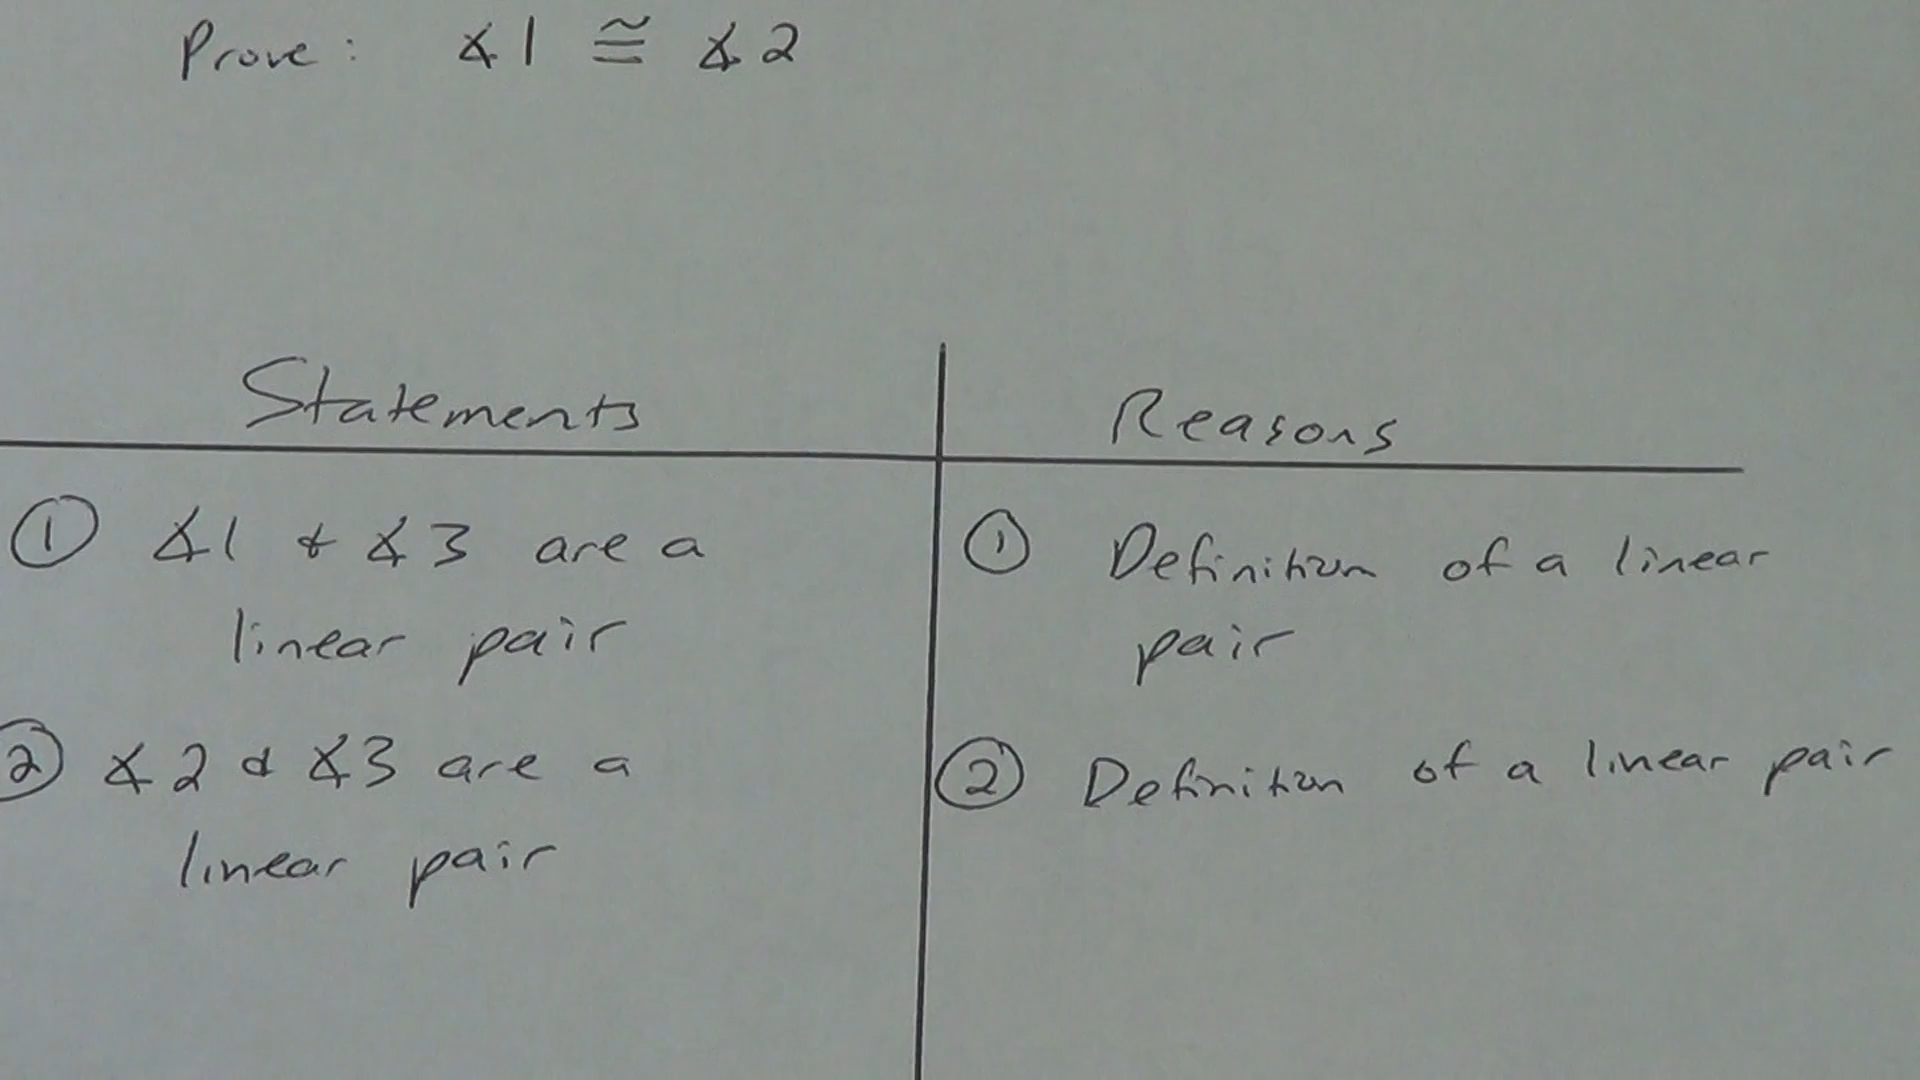 Prove: ∡1 ≅ ∡2
Statements
Reasons
① ∡1 & ∡3 are a
linear pair
① Definition of a linear
pair
② ∡2 & ∡3 are a
linear pair
② Definition of a linear pair